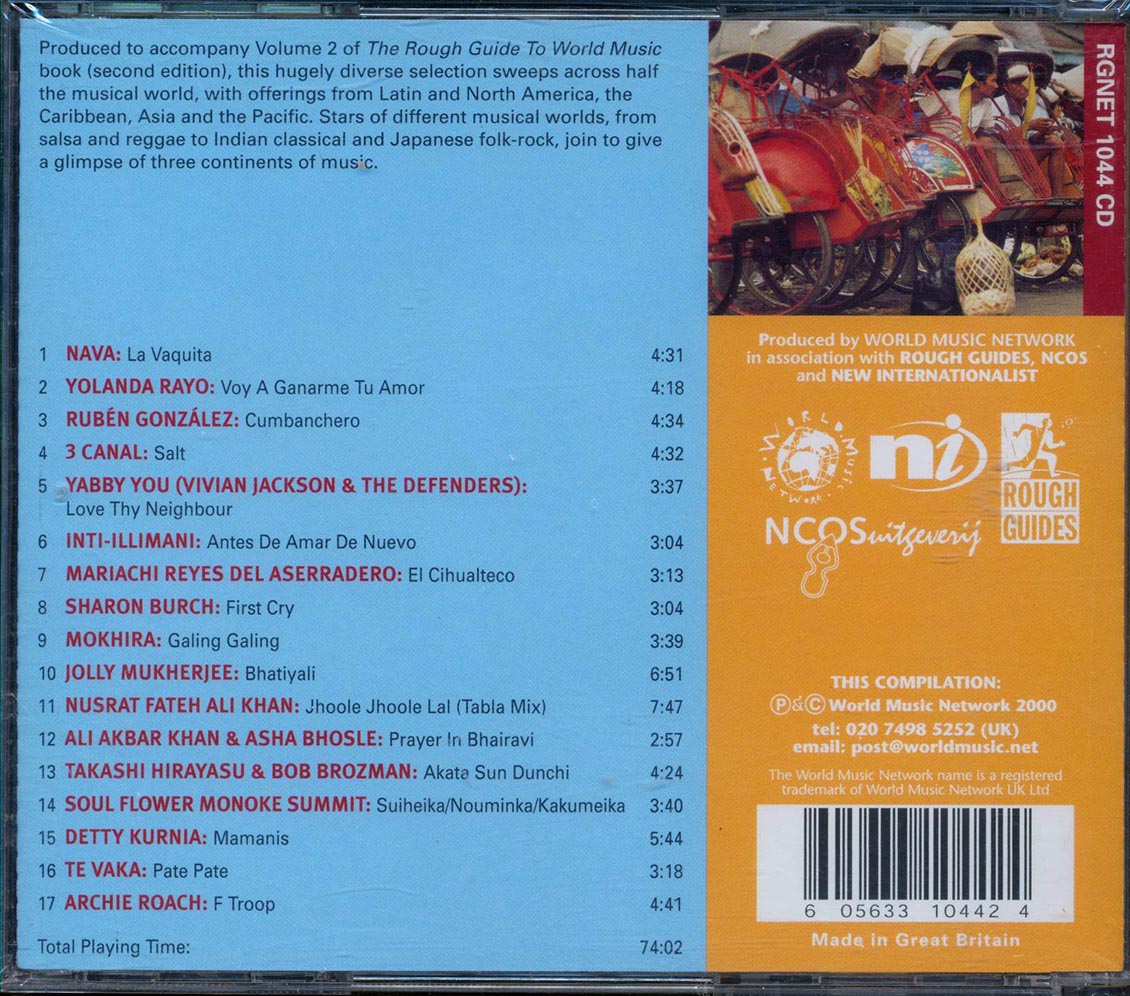 Produced to accompany Volume 2 of The Rough Guide To World Music
book (second edition), this hugely diverse selection sweeps across half
the musical world, with offerings from Latin and North America, the
Caribbean, Asia and the Pacific. Stars of different musical worlds, from
salsa and reggae to Indian classical and Japanese folk-rock, join to give
a glimpse of three continents of music.
1 NAVA: La Vaquita 4:31
2 YOLANDA RAYO: Voy A Ganarme Tu Amor 4:18
3 RUBÉN GONZÁLEZ: Cumbanchero 4:34
4 3 CANAL: Salt 4:32
5 YABBY YOU (VIVIAN JACKSON & THE DEFENDERS): 3:37
Love Thy Neighbour
6 INTI-ILLIMANI: Antes De Amar De Nuevo 3:04
7 MARIACHI REYES DEL ASERRADERO: El Cihualteco 3:13
8 SHARON BURCH: First Cry 3:04
9 MOKHIRA: Galing Galing 3:39
10 JOLLY MUKHERJEE: Bhatiyali 6:51
11 NUSRAT FATEH ALI KHAN: Jhoole Jhoole Lal (Tabla Mix) 7:47
12 ALI AKBAR KHAN & ASHA BHOSLE: Prayer In Bhairavi 2:57
13 TAKASHI HIRAYASU & BOB BROZMAN: Akata Sun Dunchi 4:24
14 SOUL FLOWER MONOKE SUMMIT: Suiheika/Nouminka/Kakumeika 3:40
15 DETTY KURNIA: Mamanis 5:44
16 TE VAKA: Pate Pate 3:18
17 ARCHIE ROACH: F Troop 4:41
Total Playing Time: 74:02
RGNET 1044 CD
Produced by WORLD MUSIC NETWORK
in association with ROUGH GUIDES, NCOS
and NEW INTERNATIONALIST
WORLD MUSIC NETWORK
ni
ROUGH
GUIDES
NCOSuitgeverij
THIS COMPILATION:
Ⓟ&Ⓒ World Music Network 2000
tel: 020 7498 5252 (UK)
email: post@worldmusic.net
The World Music Network name is a registered
trademark of World Music Network UK Ltd
6 05633 10442 4
Made in Great Britain